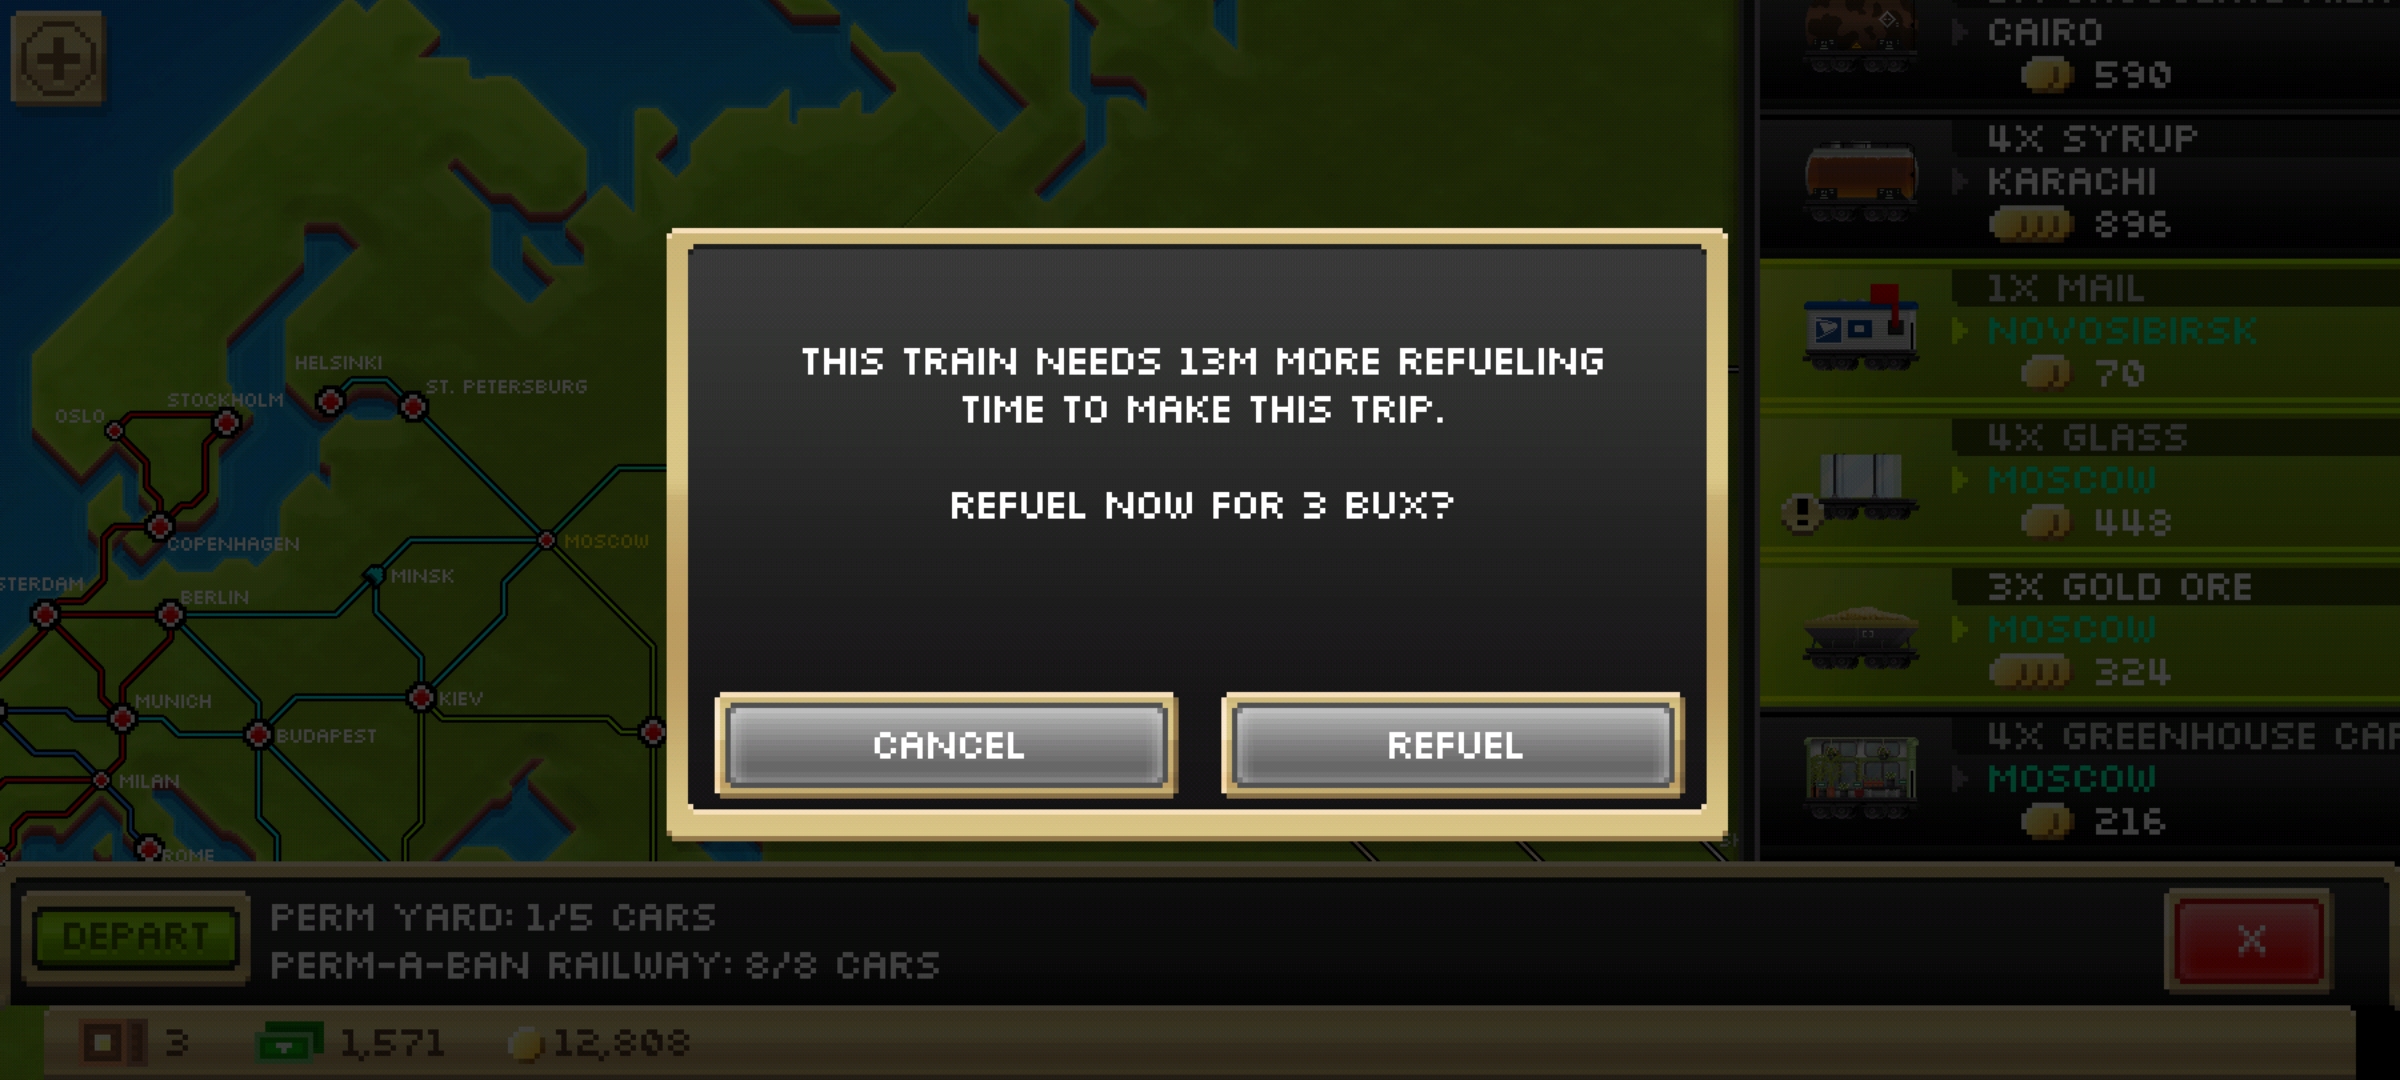 CAIRO
590
4X SYRUP
KARACHI
896
1X MAIL
NOVOSIBIRSK
70
4X GLASS
MOSCOW
448
3X GOLD ORE
MOSCOW
324
4X GREENHOUSE CAR
MOSCOW
216
HELSINKI
ST. PETERSBURG
STOCKHOLM
OSLO
COPENHAGEN
MOSCOW
MINSK
STERDAM
BERLIN
MUNICH
KIEV
BUDAPEST
MILAN
ROME
THIS TRAIN NEEDS 13M MORE REFUELING
TIME TO MAKE THIS TRIP.
REFUEL NOW FOR 3 BUX?
CANCEL
REFUEL
DEPART
PERM YARD: 1/5 CARS
PERM-A-BAN RAILWAY: 8/8 CARS
X
3
1,571
12,808